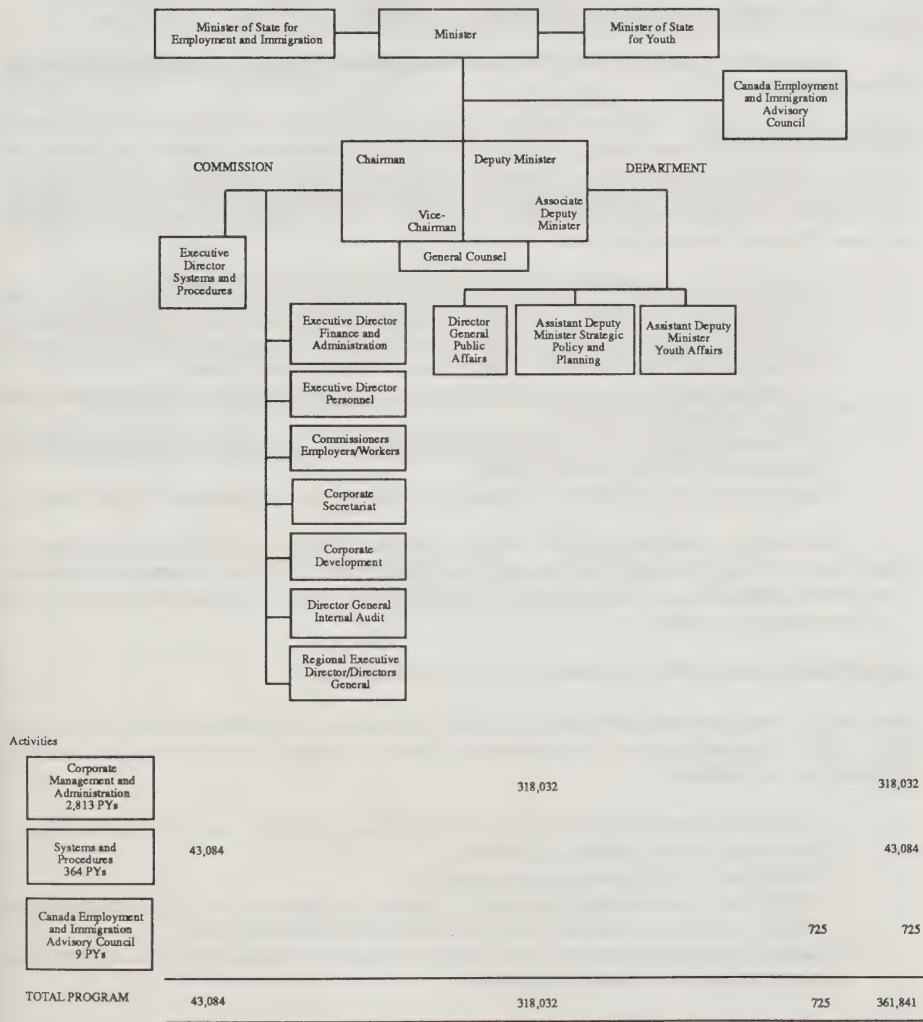 Minister of State for
Employment and Immigration
Minister
Minister of State
for Youth
Canada Employment
and Immigration
Advisory
Council
COMMISSION
Chairman
Deputy Minister
DEPARTMENT
Vice-
Chairman
Associate
Deputy
Minister
General Counsel
Executive
Director
Systems and
Procedures
Executive Director
Finance and
Administration
Director
General
Public
Affairs
Assistant Deputy
Minister Strategic
Policy and
Planning
Assistant Deputy
Minister
Youth Affairs
Executive Director
Personnel
Commissioners
Employers/Workers
Corporate
Secretariat
Corporate
Development
Director General
Internal Audit
Regional Executive
Director/Directors
General
Activities
Corporate
Management and
Administration
2,813 PYs
318,032 318,032
Systems and
Procedures
364 PYs
43,084 43,084
Canada Employment
and Immigration
Advisory Council
9 PYs
725 725
TOTAL PROGRAM 43,084 318,032 725 361,841